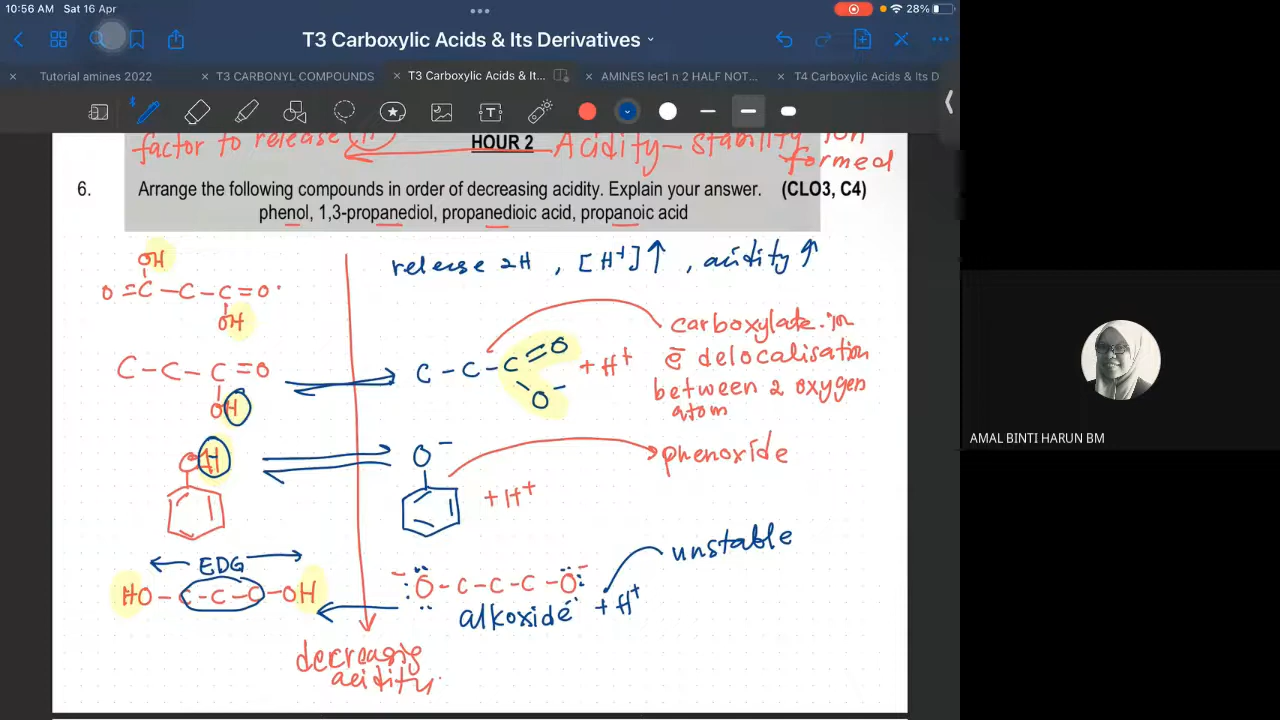 10:56 AM Sat 16 Apr
28%
T3 Carboxylic Acids & Its Derivatives
Tutorial amines 2022
T3 CARBONYL COMPOUNDS
T3 Carboxylic Acids & It...
AMINES lec1 n 2 HALF NOT...
T4 Carboxylic Acids & Its D
factor to release
HOUR 2
Acidity - stability ion
formed
6. Arrange the following compounds in order of decreasing acidity. Explain your answer. (CLO3, C4)
phenol, 1,3-propanediol, propanedioic acid, propanoic acid
release 2H , [H+]↑ , acidity ↑
OH
O=C-C-C=O
OH
carboxylate ion
ē delocalisation
between 2 oxygen
atom
C-C-C=O
OH
C-C-C=O
O-
+ H+
OH
O-
+ H+
phenoxide
EDG
HO-C-C-C-OH
-O-C-C-C-O-
alkoxide + H+
unstable
decreasig
acidity
AMAL BINTI HARUN BM